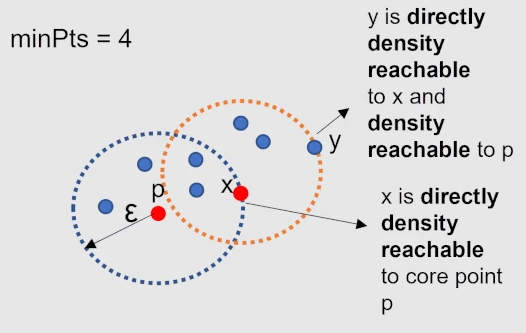 minPts = 4
y is directly
density
reachable
to x and
density
reachable to p
y
p
x
ε
x is directly
density
reachable
to core point
p